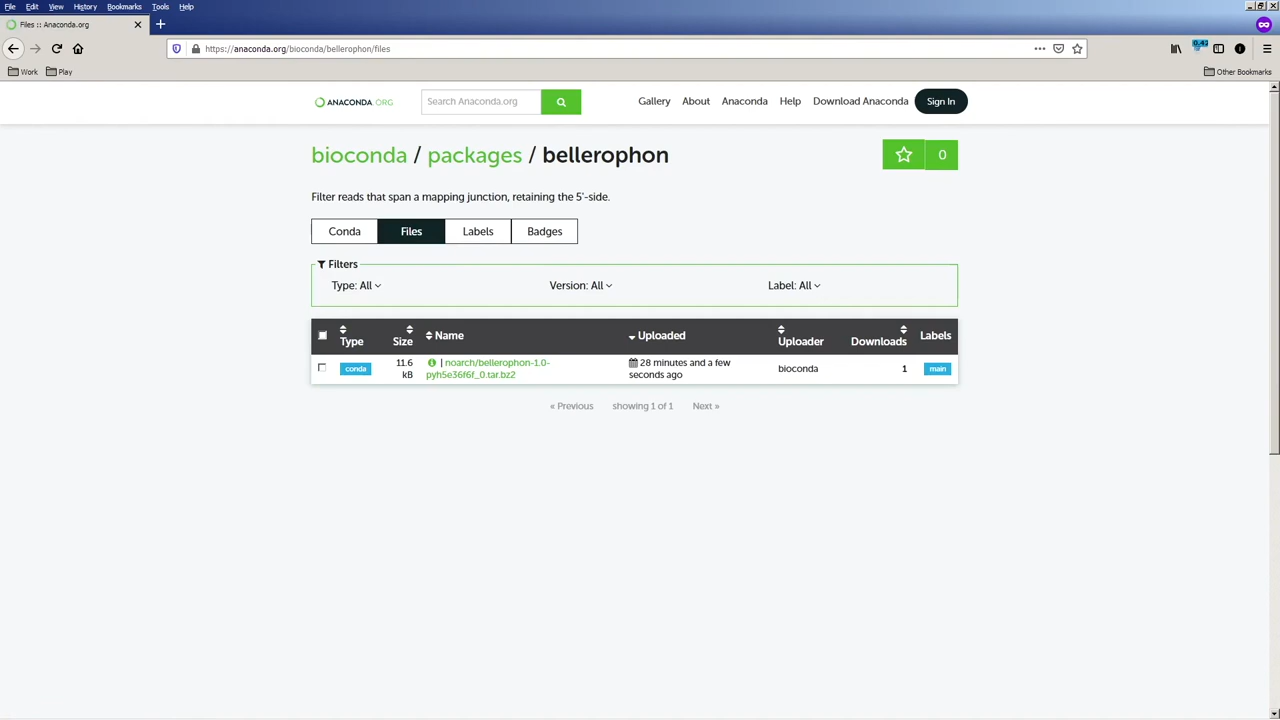 File Edit View History Bookmarks Tools Help
Files :: Anaconda.org
https://anaconda.org/bioconda/bellerophon/files
Work Play Other Bookmarks
ANACONDA.ORG Search Anaconda.org Gallery About Anaconda Help Download Anaconda Sign In
bioconda / packages / bellerophon 0
Filter reads that span a mapping junction, retaining the 5'-side.
Conda Files Labels Badges
Filters
Type: All Version: All Label: All
Type Size Name Uploaded Uploader Downloads Labels
conda 11.6 kB | noarch/bellerophon-1.0- 28 minutes and a few bioconda 1 main
pyh5e36f6f_0.tar.bz2 seconds ago
« Previous showing 1 of 1 Next »